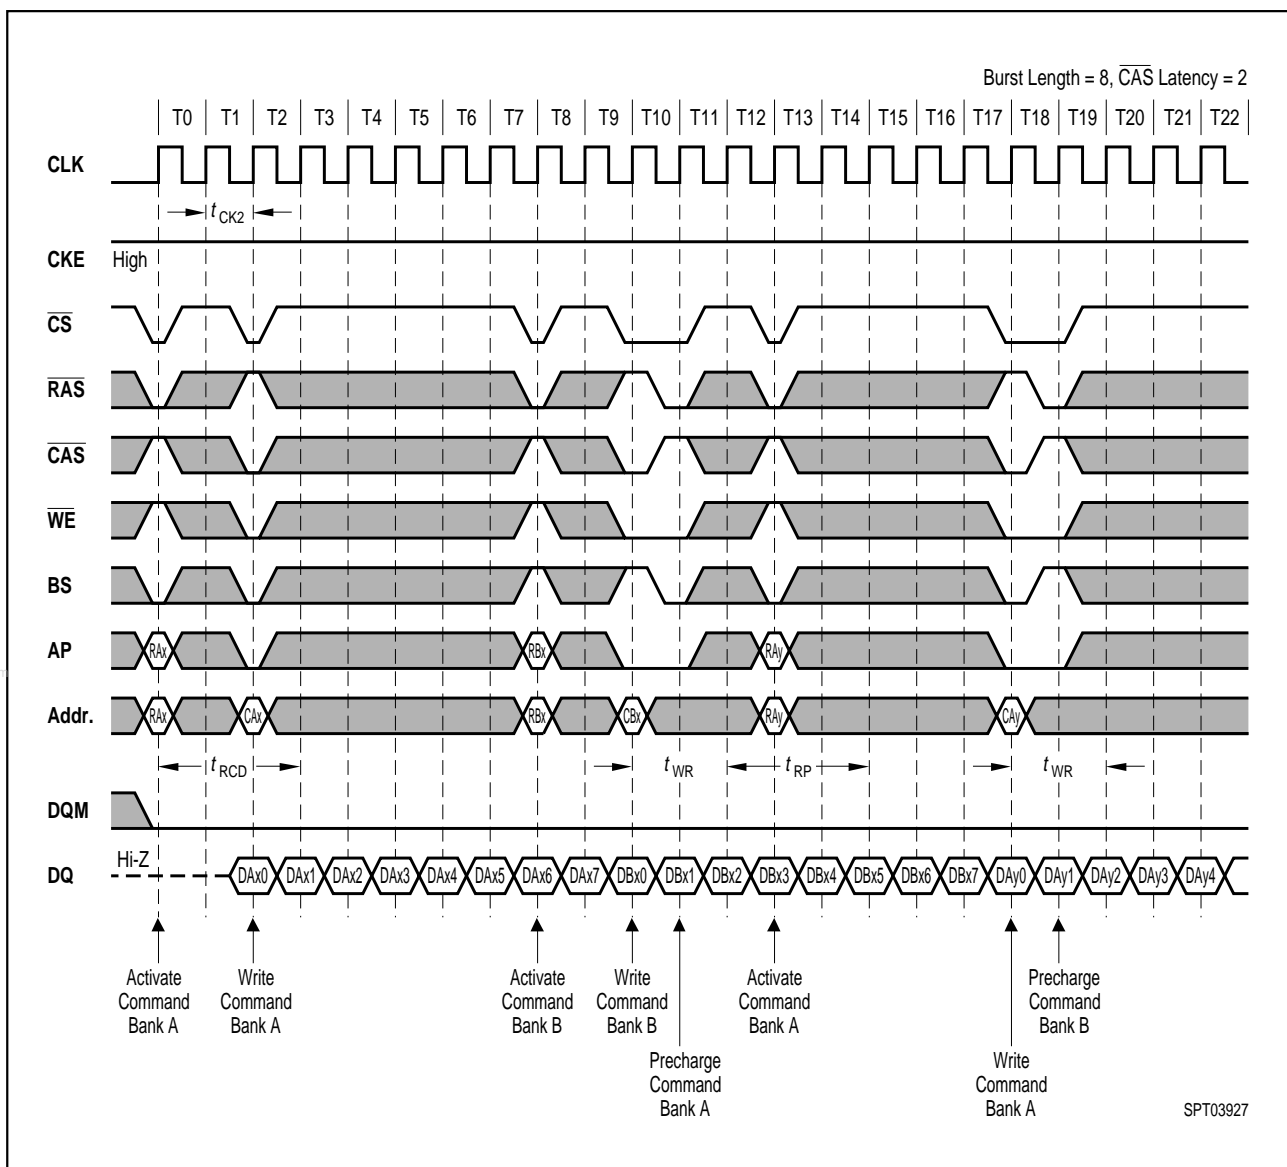 Burst Length = 8, CAS Latency = 2
T0 T1 T2 T3 T4 T5 T6 T7 T8 T9 T10 T11 T12 T13 T14 T15 T16 T17 T18 T19 T20 T21 T22
CLK
t CK2
CKE High
CS
RAS
CAS
WE
BS
AP RAx RBx RAy
Addr. RAx CAx RBx CBx RAy CAy
t RCD t WR t RP t WR
DQM
Hi-Z
DQ DAx0 DAx1 DAx2 DAx3 DAx4 DAx5 DAx6 DAx7 DBx0 DBx1 DBx2 DBx3 DBx4 DBx5 DBx6 DBx7 DAy0 DAy1 DAy2 DAy3 DAy4
Activate
Command
Bank A
Write
Command
Bank A
Activate
Command
Bank B
Write
Command
Bank B
Precharge
Command
Bank A
Activate
Command
Bank A
Write
Command
Bank A
Precharge
Command
Bank B
SPT03927